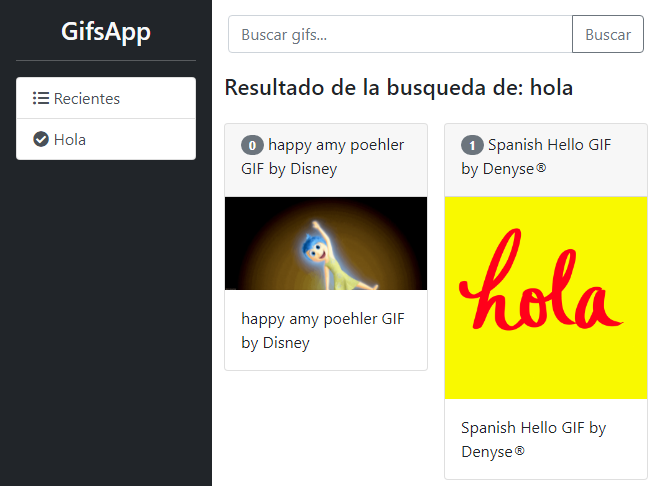 GifsApp
Recientes
Hola
Buscar gifs...
Buscar
Resultado de la busqueda de: hola
0 happy amy poehler
GIF by Disney
happy amy poehler GIF
by Disney
1 Spanish Hello GIF
by Denyse®
hola
Spanish Hello GIF by
Denyse®